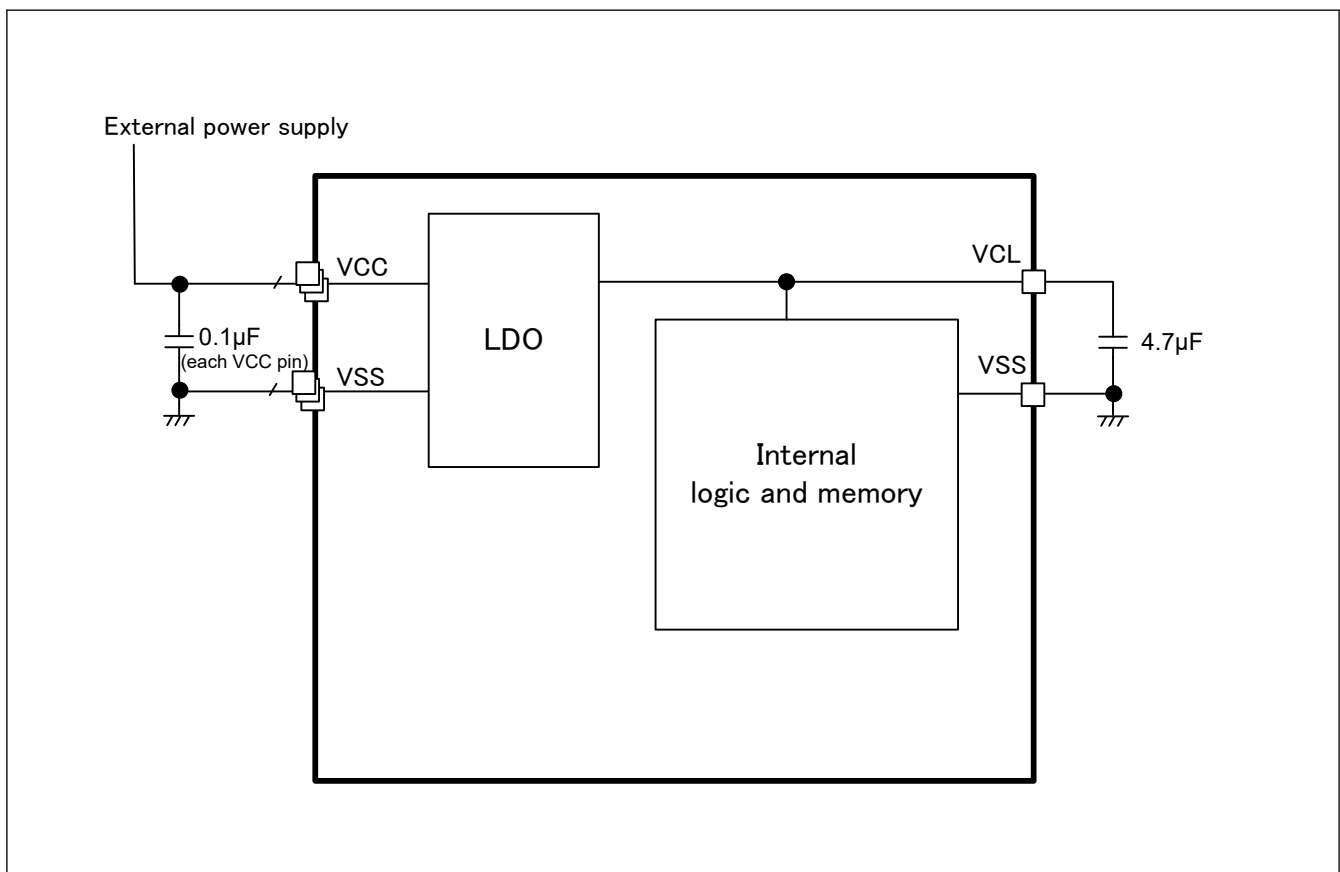 External power supply
VCC
VCL
0.1µF
(each VCC pin)
LDO
4.7µF
VSS
VSS
Internal
logic and memory